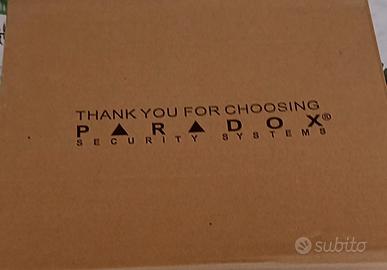 THANK YOU FOR CHOOSING
PARADOX®
SECURITY SYSTEMS
subito